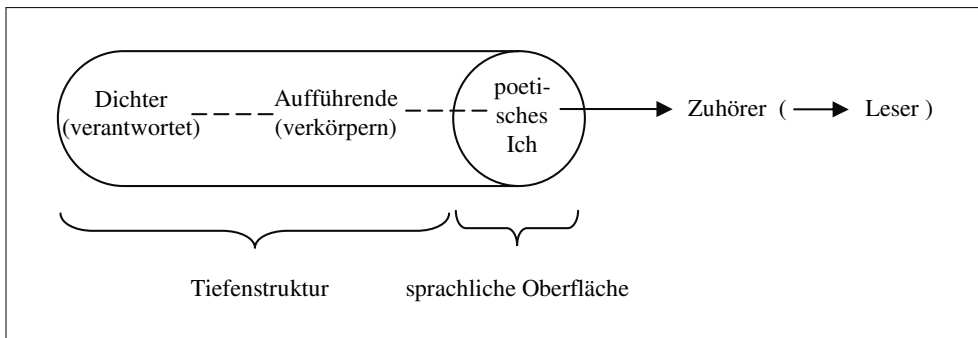 Dichter
(verantwortet)
Aufführende
(verkörpern)
poeti-
sches
Ich
Zuhörer ( Leser )
Tiefenstruktur
sprachliche Oberfläche